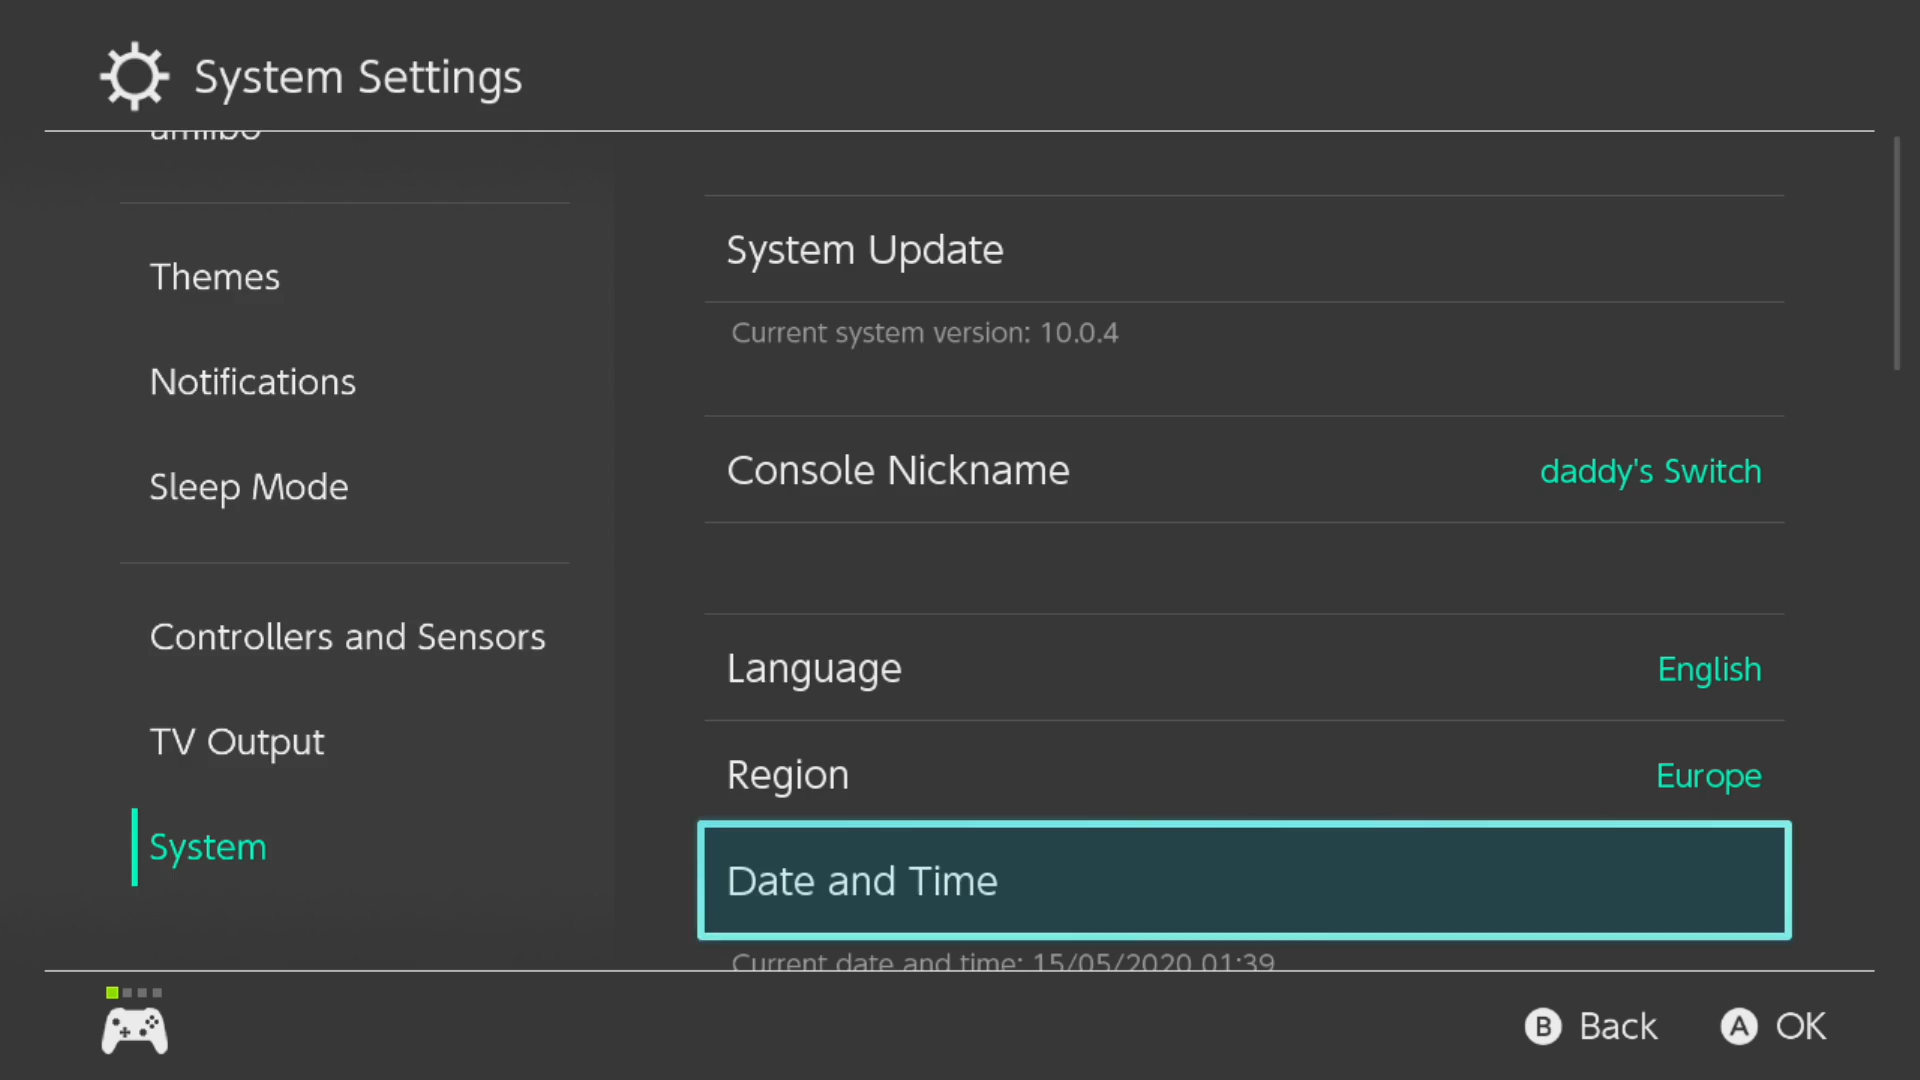 System Settings
amiibo
Themes
Notifications
Sleep Mode
Controllers and Sensors
TV Output
System
System Update
Current system version: 10.0.4
Console Nickname
daddy's Switch
Language
English
Region
Europe
Date and Time
Current date and time: 15/05/2020 01:39
B Back
A OK